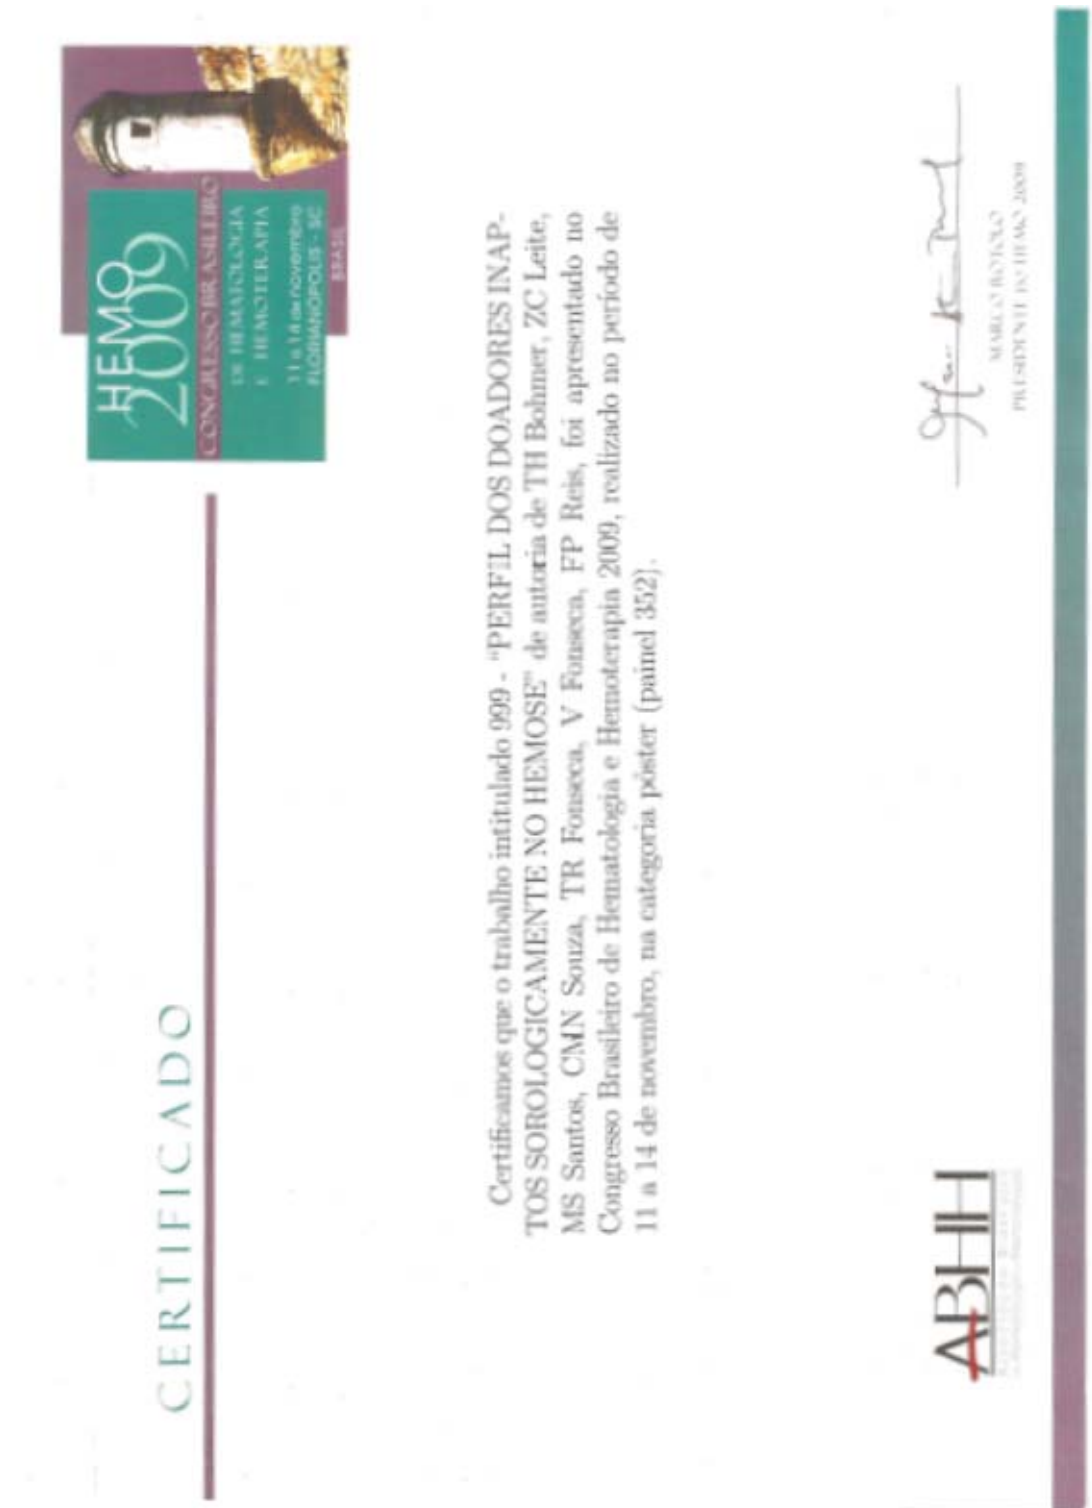 CERTIFICADO
HEMO
2009
CONGRESSO BRASILEIRO
DE HEMATOLOGIA
E HEMOTERAPIA
11 a 14 de novembro
FLORIANÓPOLIS - SC
BRASIL
Certificamos que o trabalho intitulado 999 - "PERFIL DOS DOADORES INAP-
TOS SOROLOGICAMENTE NO HEMOSE" de autoria de TH Bohmer, ZC Leite,
MS Santos, CMN Souza, TR Fonseca, V Fonseca, FP Reis, foi apresentado no
Congresso Brasileiro de Hematologia e Hemoterapia 2009, realizado no período de
11 a 14 de novembro, na categoria pôster (painel 352).
ABHH
MARCO
PRESIDENTE DO HEMO 2009